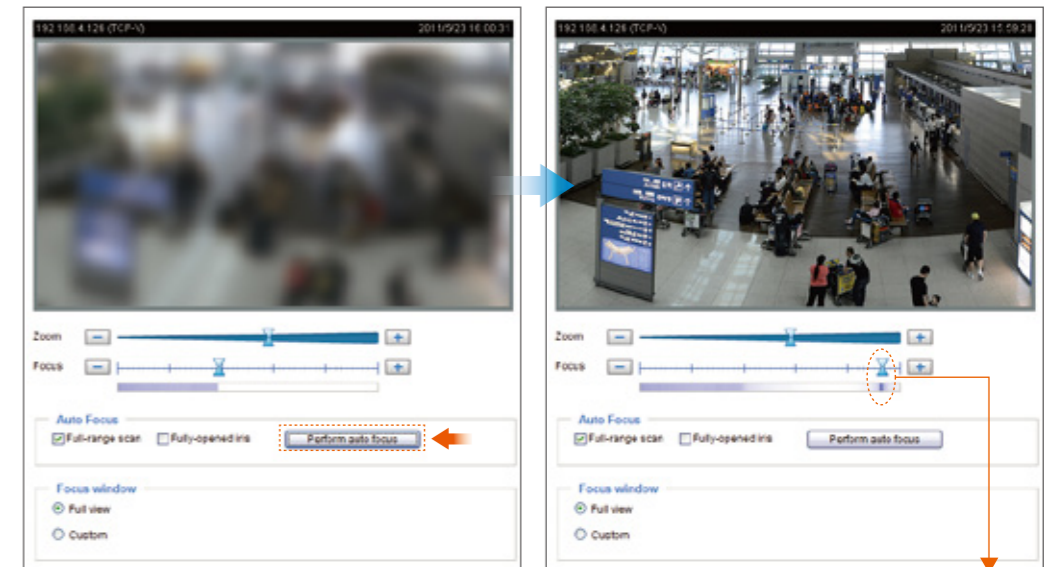 192.168.4.126 (TCP-V) 2011/5/23 16:00:31
Zoom
Focus
Auto Focus
Full-range scan Fully-opened iris Perform auto focus
Focus window
Full view
Custom
192.168.4.126 (TCP-V) 2011/5/23 15:59:28
Zoom
Focus
Auto Focus
Full-range scan Fully-opened iris Perform auto focus
Focus window
Full view
Custom